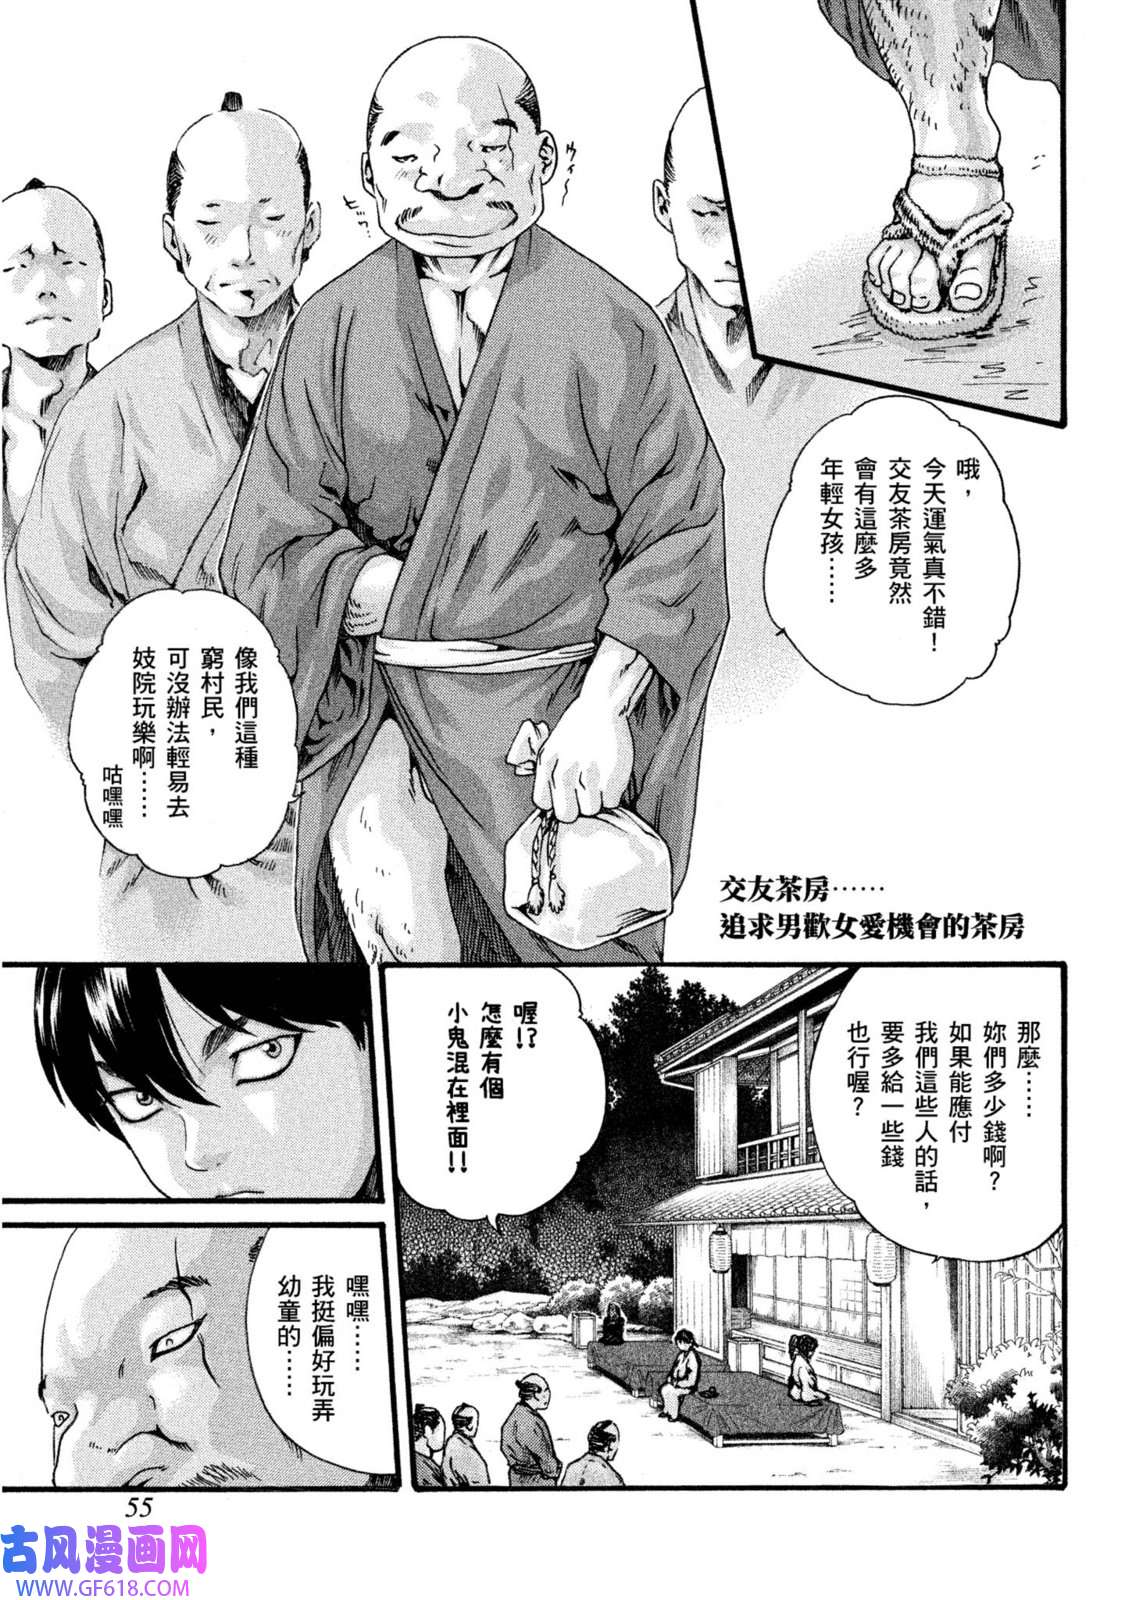 哦，
今天運氣真不錯！
交友茶房竟然
會有這麼多
年輕女孩……
像我們這種
窮村民，
可沒辦法輕易去
妓院玩樂啊……
咕嘿嘿
ウィ〜
ヒック
交友茶房……
追求男歡女愛機會的茶房
那麼……
妳們多少錢啊？
如果能應付
我們這些人的話，
要多給一些錢
也行喔？
喔!?
怎麼有個
小鬼混在裡面!!
嘿嘿……
我挺偏好玩弄
幼童的……
55
古风漫画网
WWW.GF618.COM